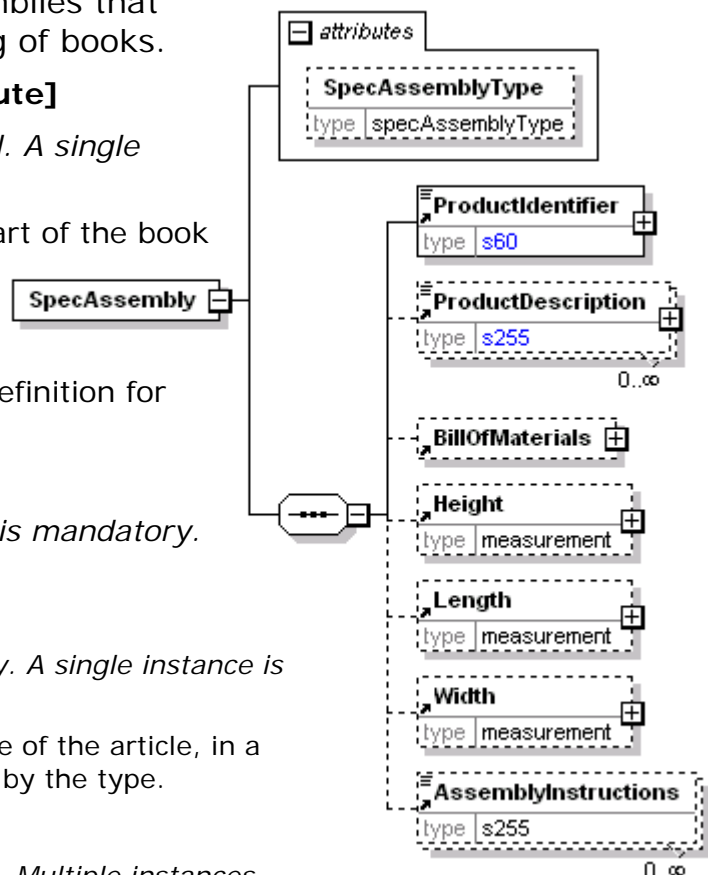 mblies that
g of books.
ute]
. A single
art of the book
efinition for
is mandatory.
y. A single instance is
e of the article, in a
by the type.
. Multiple instances
attributes
SpecAssemblyType
type specAssemblyType
SpecAssembly
ProductIdentifier
type s60
ProductDescription
type s255
0..∞
BillOfMaterials
Height
type measurement
Length
type measurement
Width
type measurement
AssemblyInstructions
type s255
0..∞